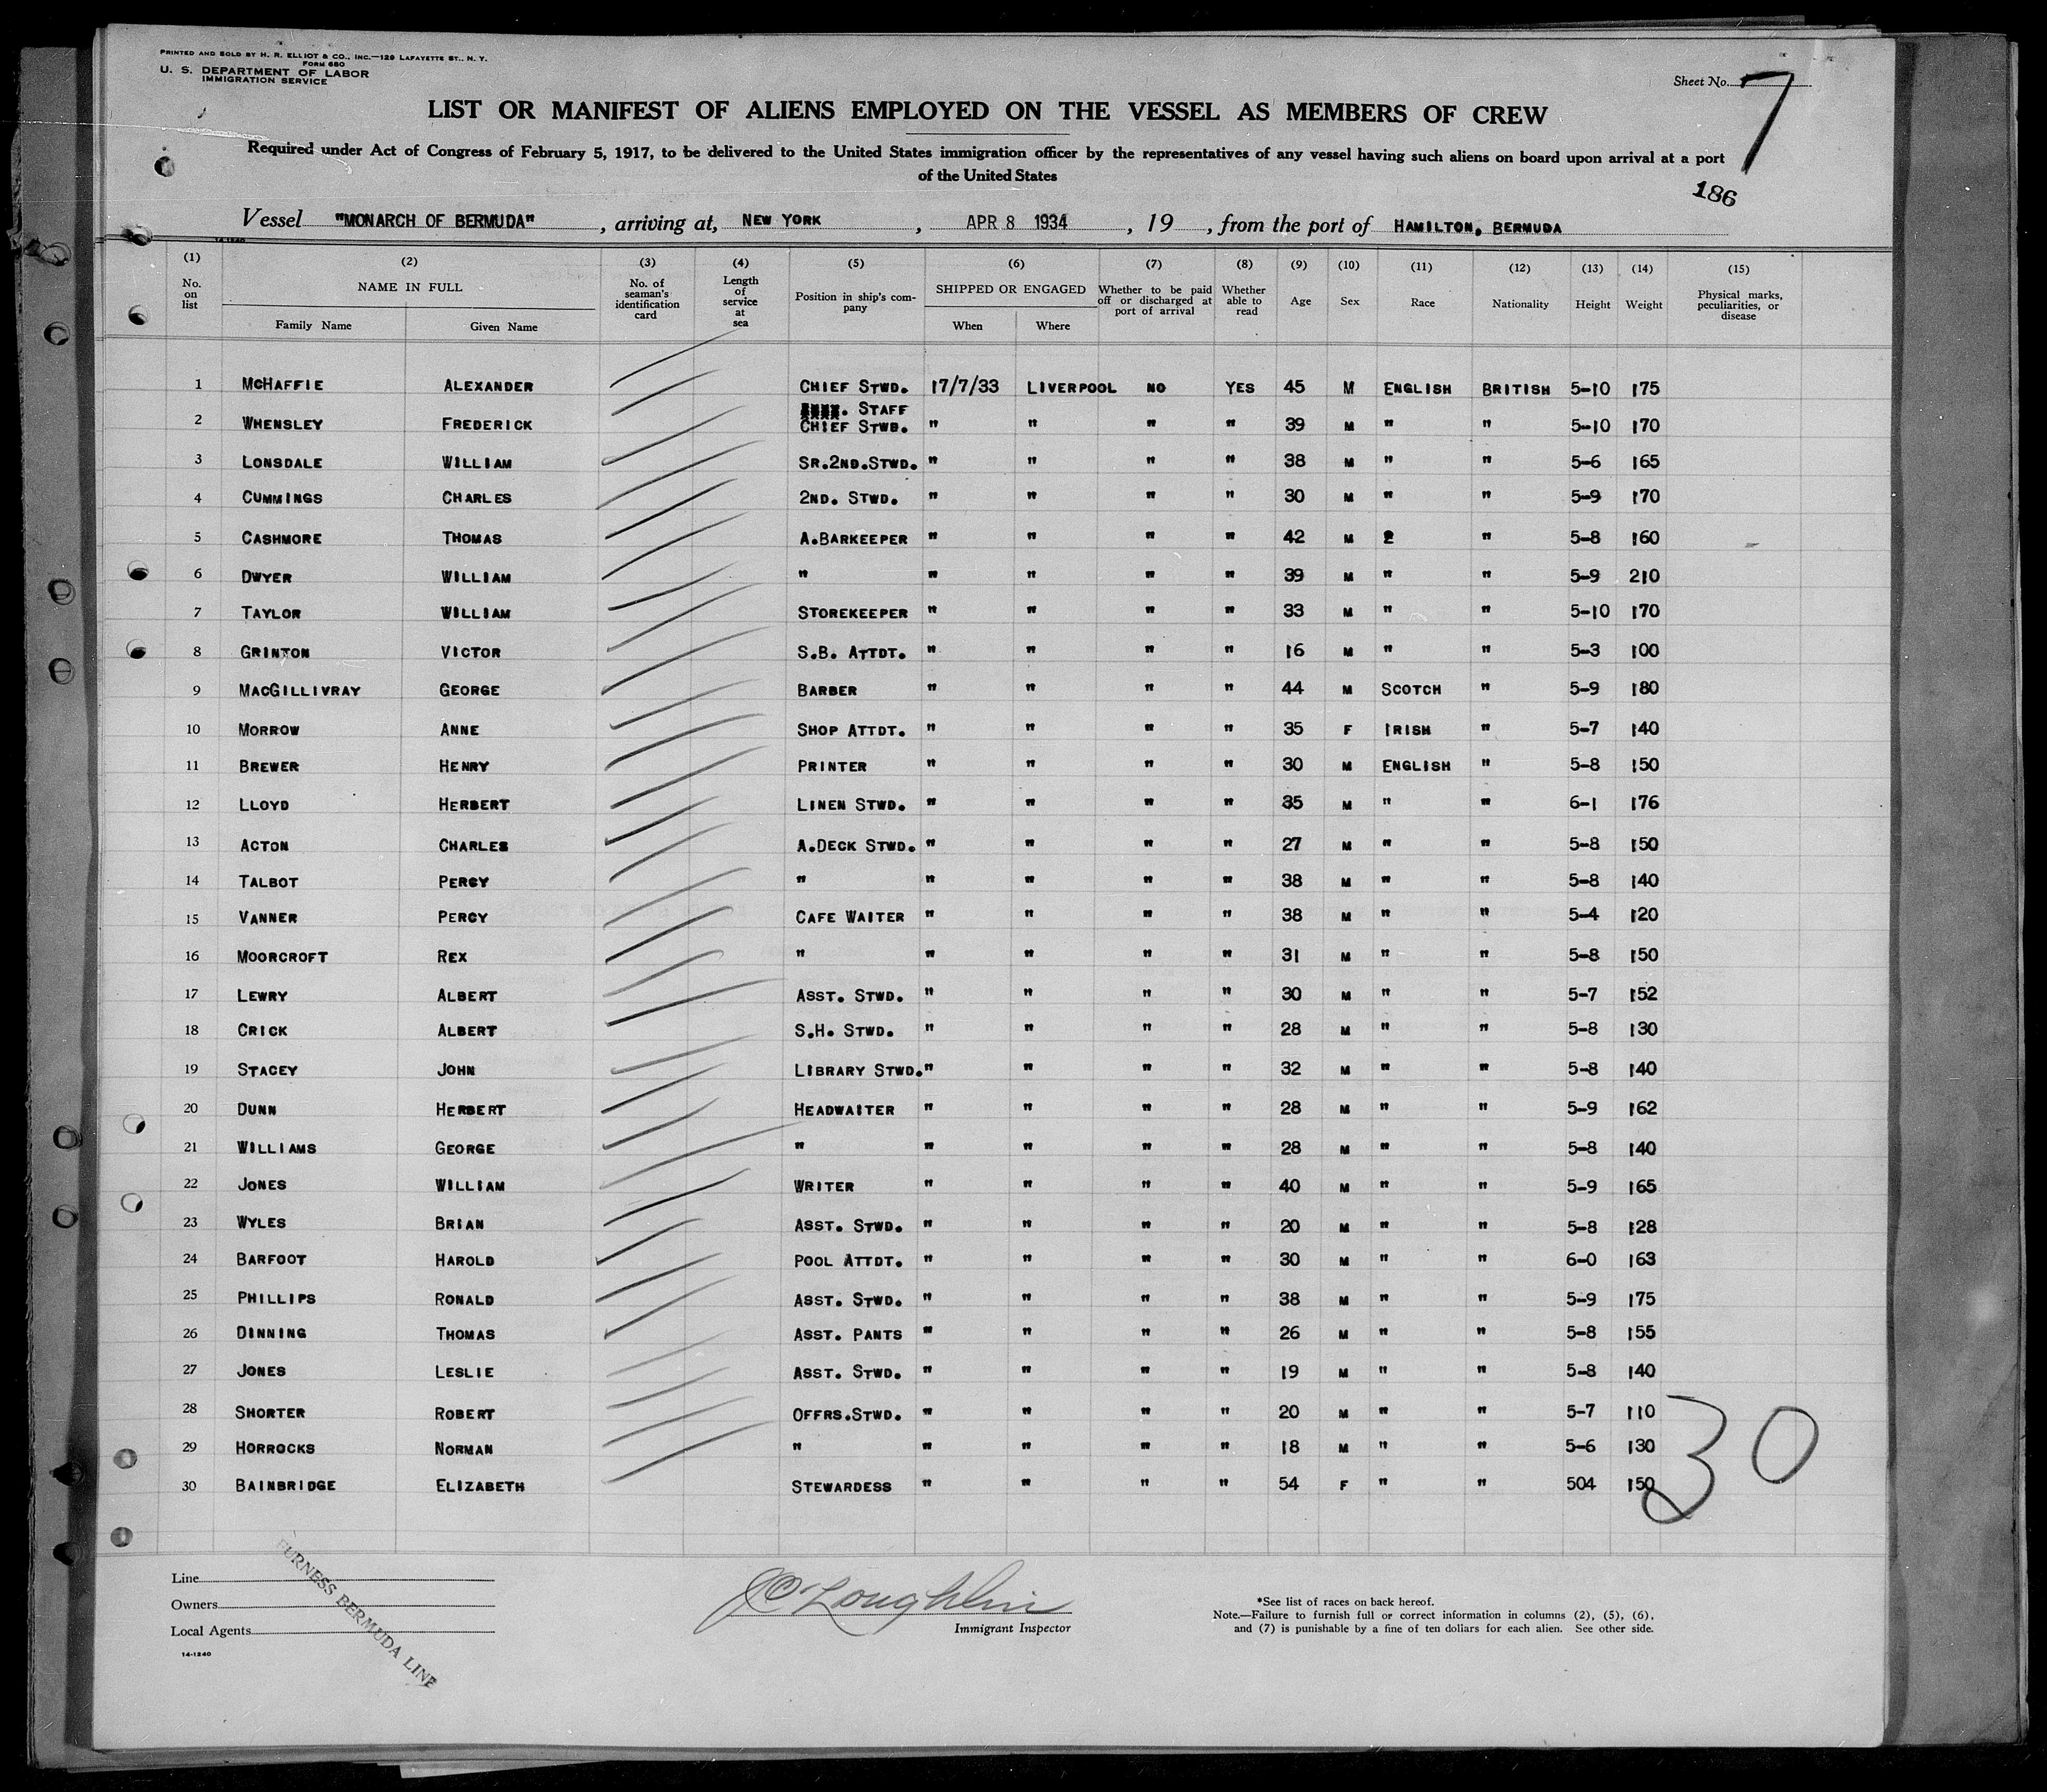 PRINTED AND SOLD BY H. R. ELLIOT & CO., INC.—129 LAFAYETTE ST., N. Y.
FORM 680
U. S. DEPARTMENT OF LABOR
IMMIGRATION SERVICE
Sheet No. 7
LIST OR MANIFEST OF ALIENS EMPLOYED ON THE VESSEL AS MEMBERS OF CREW
Required under Act of Congress of February 5, 1917, to be delivered to the United States immigration officer by the representatives of any vessel having such aliens on board upon arrival at a port
of the United States
186
Vessel "MONARCH OF BERMUDA", arriving at, NEW YORK, APR 8 1934, 19, from the port of HAMILTON, BERMUDA
14-1240
(1) (2) (3) (4) (5) (6) (7) (8) (9) (10) (11) (12) (13) (14) (15)
No. on list NAME IN FULL Family Name Given Name No. of seaman's identification card Length of service at sea Position in ship's company SHIPPED OR ENGAGED When Where Whether to be paid off or discharged at port of arrival Whether able to read Age Sex Race Nationality Height Weight Physical marks, peculiarities, or disease
1 MCHAFFIE ALEXANDER CHIEF STWD. 17/7/33 LIVERPOOL NO YES 45 M ENGLISH BRITISH 5-10 175
STAFF
2 WHENSLEY FREDERICK CHIEF STWD. " " " " 39 M " " 5-10 170
3 LONSDALE WILLIAM SR.2ND.STWD. " " " " 38 M " " 5-6 165
4 CUMMINGS CHARLES 2ND. STWD. " " " " 30 M " " 5-9 170
5 CASHMORE THOMAS A.BARKEEPER " " " " 42 M 2 " 5-8 160
6 DWYER WILLIAM " " " " " 39 M " " 5-9 210
7 TAYLOR WILLIAM STOREKEEPER " " " " 33 M " " 5-10 170
8 GRINTON VICTOR S.B. ATTDT. " " " " 16 M " " 5-3 100
9 MACGILLIVRAY GEORGE BARBER " " " " 44 M SCOTCH " 5-9 180
10 MORROW ANNE SHOP ATTDT. " " " " 35 F IRISH " 5-7 140
11 BREWER HENRY PRINTER " " " " 30 M ENGLISH " 5-8 150
12 LLOYD HERBERT LINEN STWD. " " " " 35 M " " 6-1 176
13 ACTON CHARLES A.DECK STWD. " " " " 27 M " " 5-8 150
14 TALBOT PERCY " " " " " 38 M " " 5-8 140
15 VANNER PERCY CAFE WAITER " " " " 38 M " " 5-4 120
16 MOORCROFT REX " " " " " 31 M " " 5-8 150
17 LEWRY ALBERT ASST. STWD. " " " " 30 M " " 5-7 152
18 CRICK ALBERT S.H. STWD. " " " " 28 M " " 5-8 130
19 STACEY JOHN LIBRARY STWD. " " " " 32 M " " 5-8 140
20 DUNN HERBERT HEADWAITER " " " " 28 M " " 5-9 162
21 WILLIAMS GEORGE " " " " " 28 M " " 5-8 140
22 JONES WILLIAM WRITER " " " " 40 M " " 5-9 165
23 WYLES BRIAN ASST. STWD. " " " " 20 M " " 5-8 128
24 BARFOOT HAROLD POOL ATTDT. " " " " 30 M " " 6-0 163
25 PHILLIPS RONALD ASST. STWD. " " " " 38 M " " 5-9 175
26 DINNING THOMAS ASST. PANTS " " " " 26 M " " 5-8 155
27 JONES LESLIE ASST. STWD. " " " " 19 M " " 5-8 140
28 SHORTER ROBERT OFFRS.STWD. " " " " 20 M " " 5-7 110
29 HORROCKS NORMAN " " " " " 18 M " " 5-6 130
30 BAINBRIDGE ELIZABETH STEWARDESS " " " " 54 F " " 504 150
30
Line
Owners
Local Agents
14-1240
FURNESS BERMUDA LINE
JO'Loughlin
Immigrant Inspector
*See list of races on back hereof.
Note.—Failure to furnish full or correct information in columns (2), (5), (6),
and (7) is punishable by a fine of ten dollars for each alien. See other side.